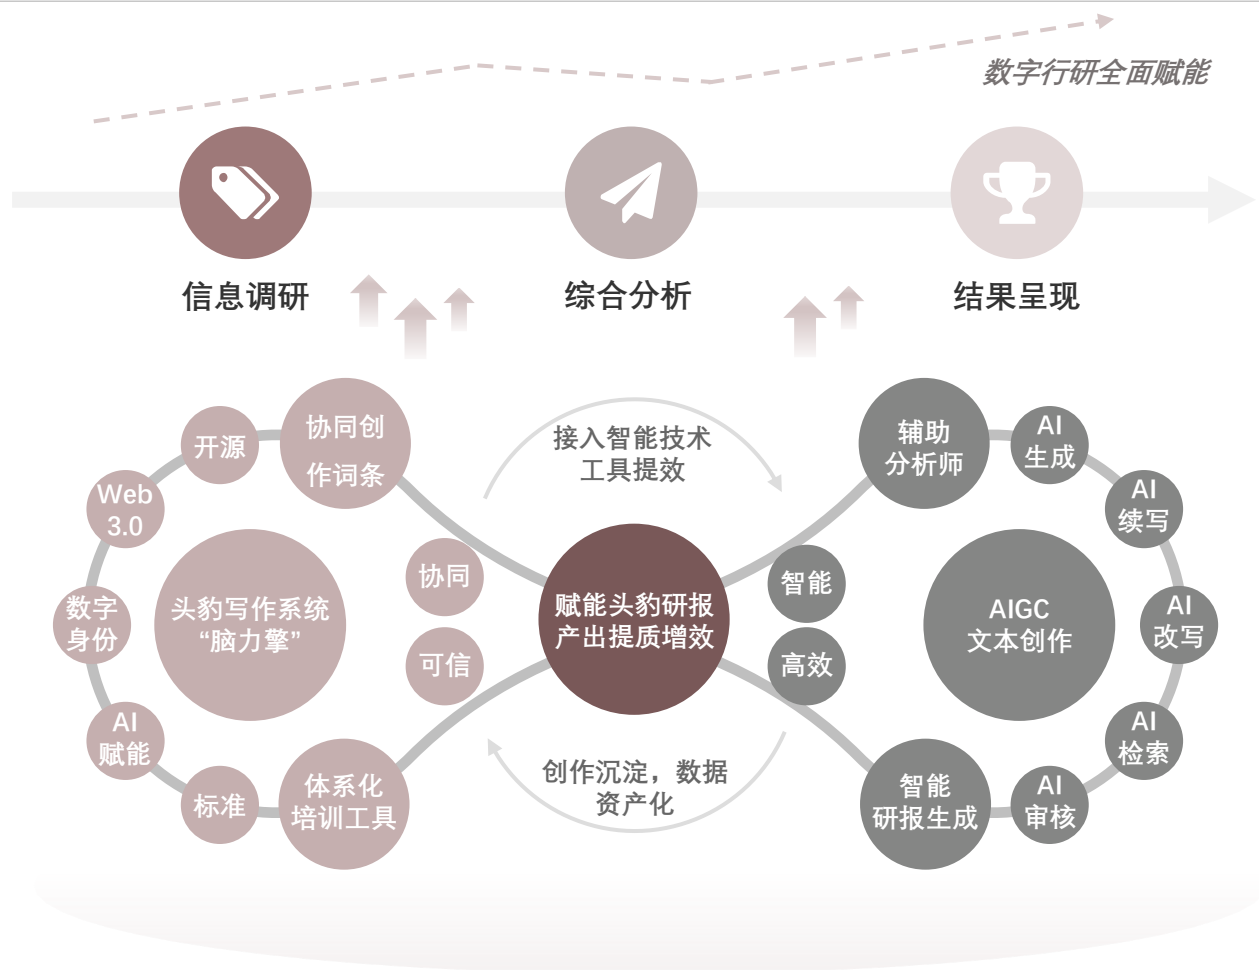 数字行研全面赋能
信息调研
综合分析
结果呈现
协同创
作词条
开源
Web
3.0
数字
身份
AI
赋能
标准
体系化
培训工具
头豹写作系统
“脑力擎”
协同
可信
接入智能技术
工具提效
赋能头豹研报
产出提质增效
创作沉淀，数据
资产化
智能
高效
辅助
分析师
AI
生成
AI
续写
AI
改写
AI
检索
AI
审核
智能
研报生成
AIGC
文本创作